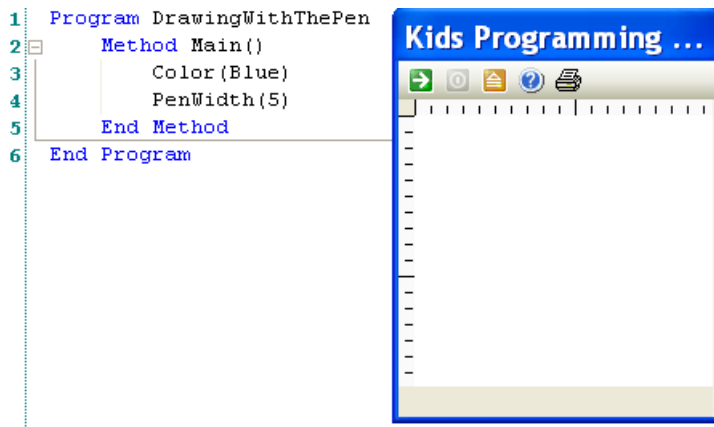 1 Program DrawingWithThePen
2 Method Main()
3 Color(Blue)
4 PenWidth(5)
5 End Method
6 End Program
Kids Programming ...